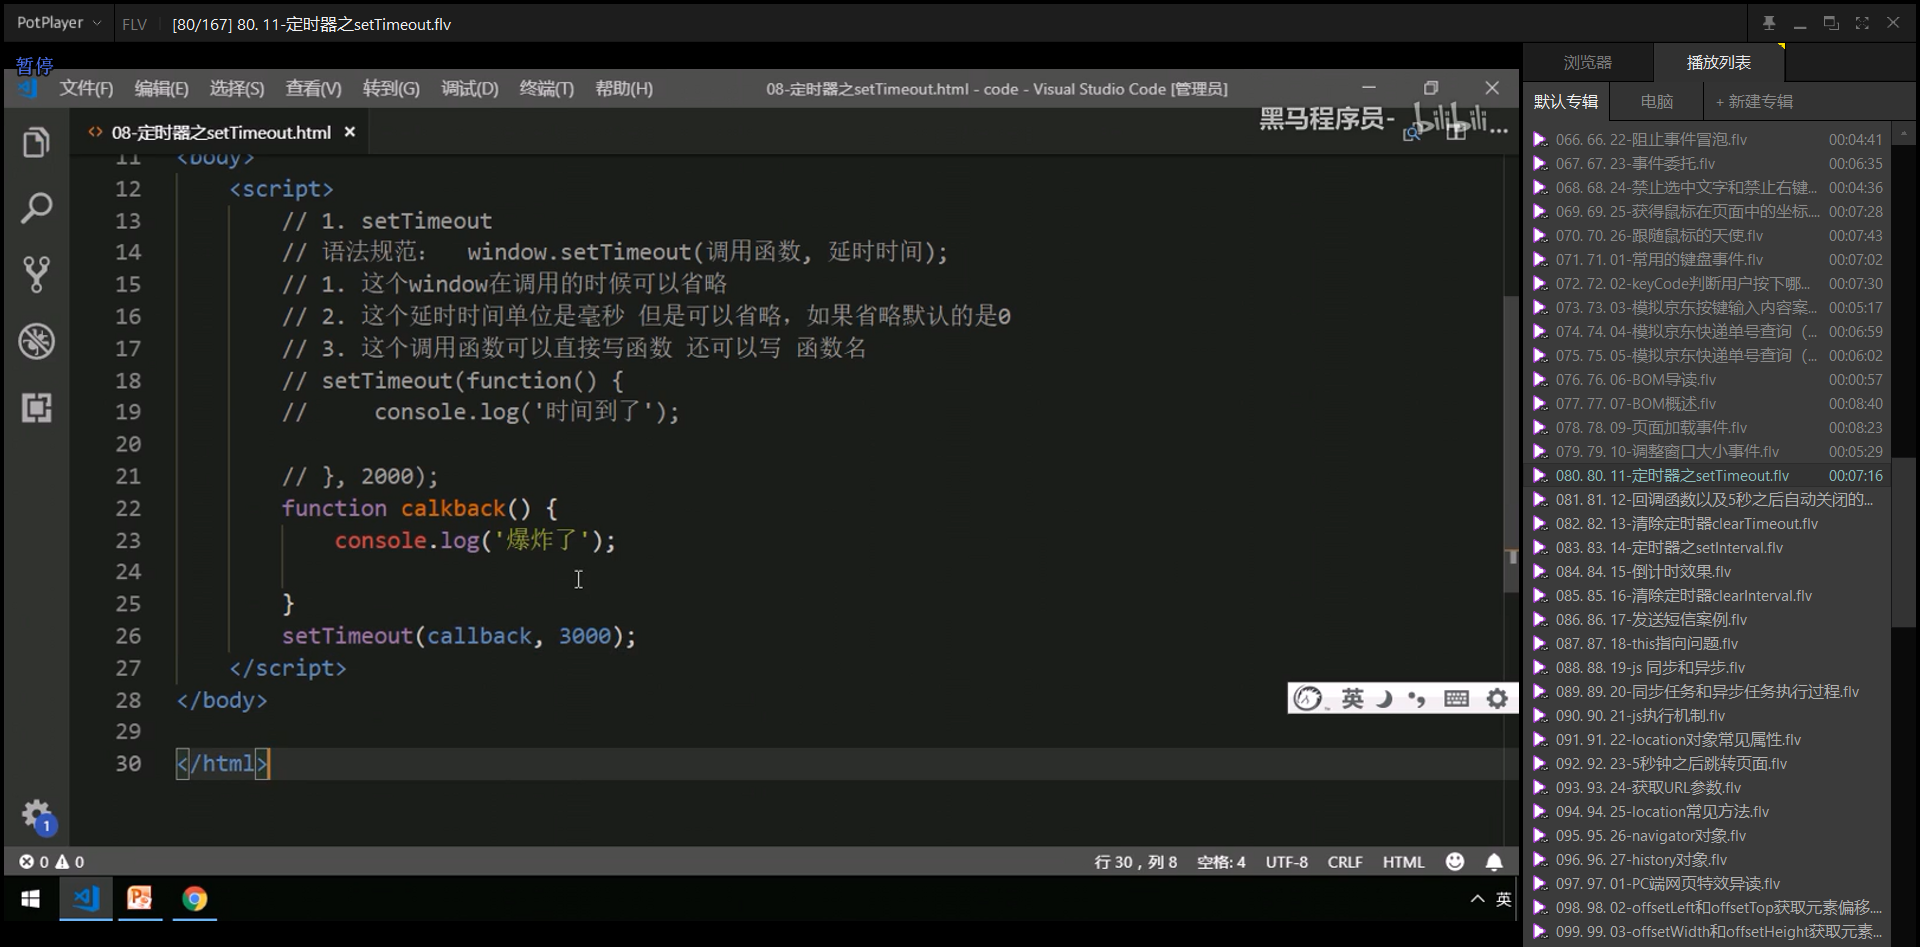 PotPlayer FLV [80/167] 80. 11-定时器之setTimeout.flv
暂停
文件(F) 编辑(E) 选择(S) 查看(V) 转到(G) 调试(D) 终端(T) 帮助(H) 08-定时器之setTimeout.html - code - Visual Studio Code [管理员]
黑马程序员- bilibili
08-定时器之setTimeout.html
11 <body>
12 <script>
13 // 1. setTimeout
14 // 语法规范： window.setTimeout(调用函数, 延时时间);
15 // 1. 这个window在调用的时候可以省略
16 // 2. 这个延时时间单位是毫秒 但是可以省略，如果省略默认的是0
17 // 3. 这个调用函数可以直接写函数 还可以写 函数名
18 // setTimeout(function() {
19 // console.log('时间到了');
20
21 // }, 2000);
22 function calkback() {
23 console.log('爆炸了');
24
25 }
26 setTimeout(callback, 3000);
27 </script>
28 </body>
29
30 </html>
英
1
0 0 行 30，列 8 空格: 4 UTF-8 CRLF HTML
英
浏览器 播放列表
默认专辑 电脑 + 新建专辑
066. 66. 22-阻止事件冒泡.flv 00:04:41
067. 67. 23-事件委托.flv 00:06:35
068. 68. 24-禁止选中文字和禁止右键... 00:04:36
069. 69. 25-获得鼠标在页面中的坐标.... 00:07:28
070. 70. 26-跟随鼠标的天使.flv 00:07:43
071. 71. 01-常用的键盘事件.flv 00:07:02
072. 72. 02-keyCode判断用户按下哪... 00:07:30
073. 73. 03-模拟京东按键输入内容案... 00:05:17
074. 74. 04-模拟京东快递单号查询（... 00:06:59
075. 75. 05-模拟京东快递单号查询（... 00:06:02
076. 76. 06-BOM导读.flv 00:00:57
077. 77. 07-BOM概述.flv 00:08:40
078. 78. 09-页面加载事件.flv 00:08:23
079. 79. 10-调整窗口大小事件.flv 00:05:29
080. 80. 11-定时器之setTimeout.flv 00:07:16
081. 81. 12-回调函数以及5秒之后自动关闭的...
082. 82. 13-清除定时器clearTimeout.flv
083. 83. 14-定时器之setInterval.flv
084. 84. 15-倒计时效果.flv
085. 85. 16-清除定时器clearInterval.flv
086. 86. 17-发送短信案例.flv
087. 87. 18-this指向问题.flv
088. 88. 19-js 同步和异步.flv
089. 89. 20-同步任务和异步任务执行过程.flv
090. 90. 21-js执行机制.flv
091. 91. 22-location对象常见属性.flv
092. 92. 23-5秒钟之后跳转页面.flv
093. 93. 24-获取URL参数.flv
094. 94. 25-location常见方法.flv
095. 95. 26-navigator对象.flv
096. 96. 27-history对象.flv
097. 97. 01-PC端网页特效导读.flv
098. 98. 02-offsetLeft和offsetTop获取元素偏移....
099. 99. 03-offsetWidth和offsetHeight获取元素...